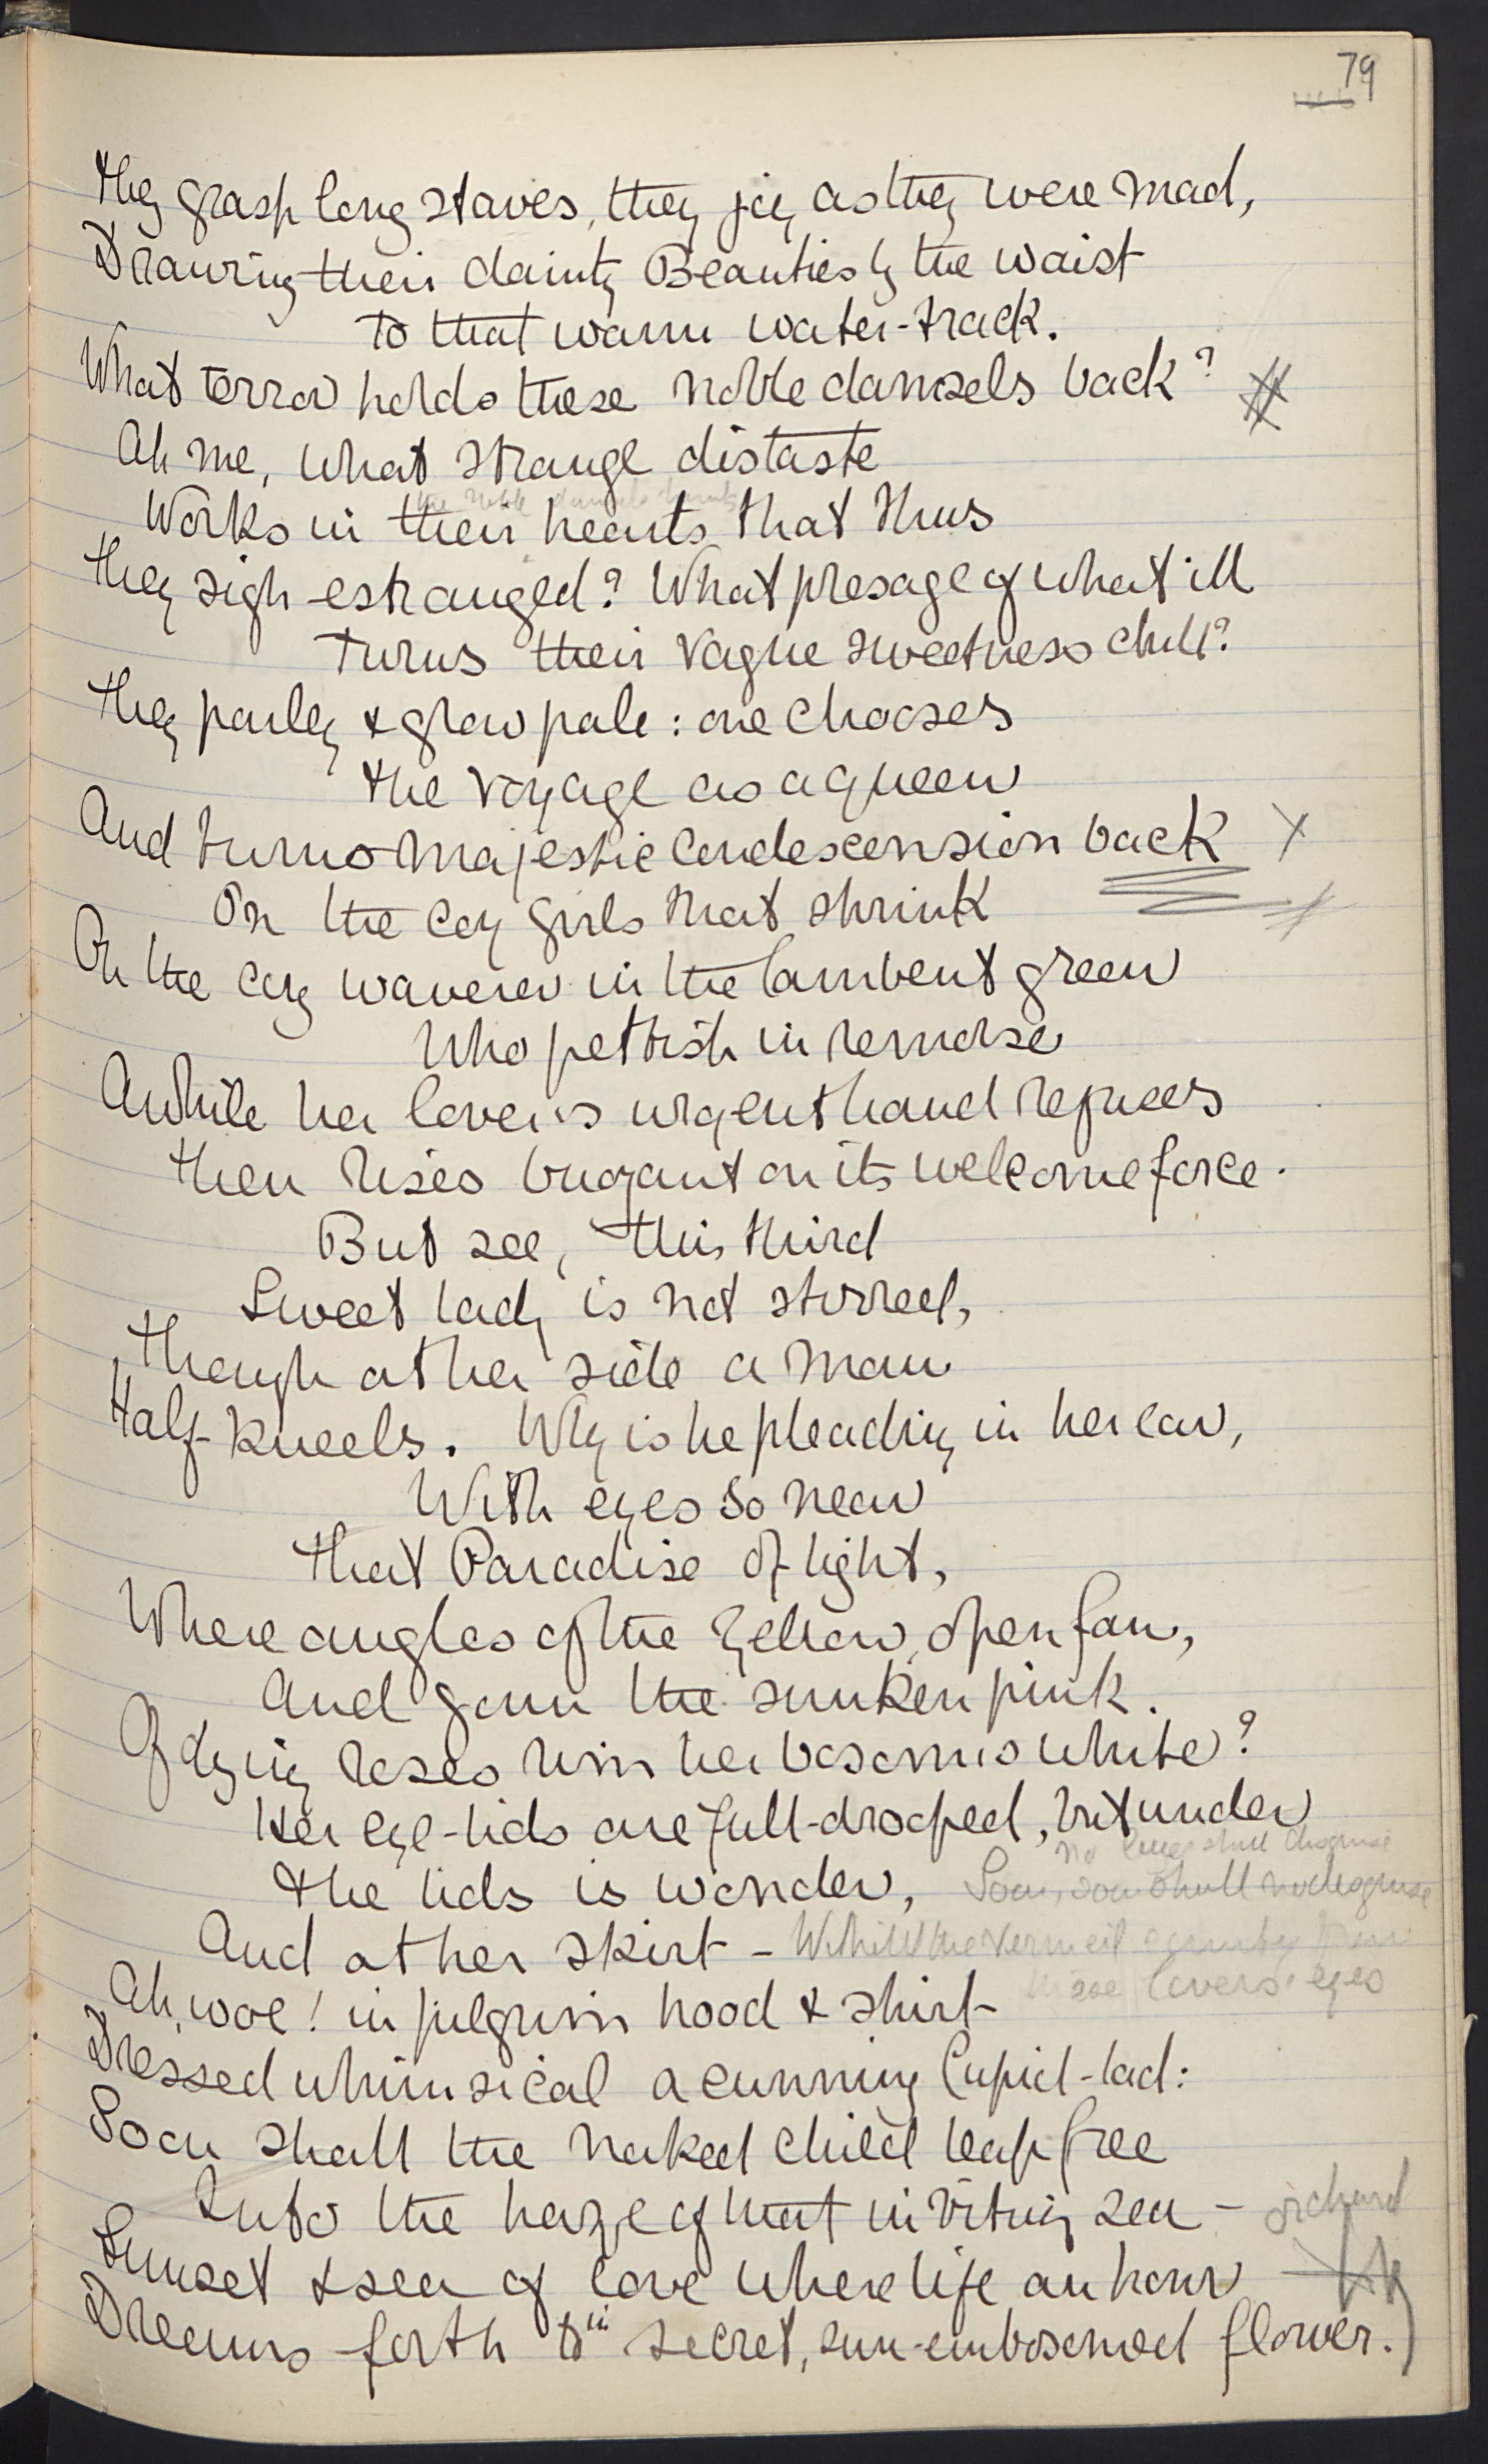 79
They grasp long staves, they jig as they were mad,
Drawing their dainty Beauties by the waist
To that warm water-track.
What terror holds these noble damsels back?
Ah me, what strange distaste
the noble damsels hearts
Works in their hearts that thus
They sigh estranged? What presage of what ill
Turns their vague sweetness chill?
They parley & grow pale: one chooses
The voyage as a queen
And turns majestic condescension back
On the coy girls that shrink
On the coy waverer in the lambent green
Who pettish in remorse
Awhile her lover's urgent hand refuses
Then rises buoyant on its welcome force.
But see, this third
Sweet lady is not stirred,
Though at her side a man
Half-kneels. Why is he pleading in her ear,
With eyes so near
That Paradise of light,
Where angles of the yellow, open fan,
And gown the sunken pink
Of dying roses rim her bosom's white?
Her eye-lids are full-drooped, but under
no longer shall disguise
The lids is wonder, Soon, soon shall no disguise
And at her skirt - Withhold the vermeil from
these lovers' eyes
Ah, woe! in pilgrim hood & shirt
Dressed whimsical a cunning Cupid-lad:
Soon shall the naked child leap free
Into the haze of that inviting sea - orchard
Sunset & sea of love where life an hour
Dreams forth its secret, sun-embosomed flower.)